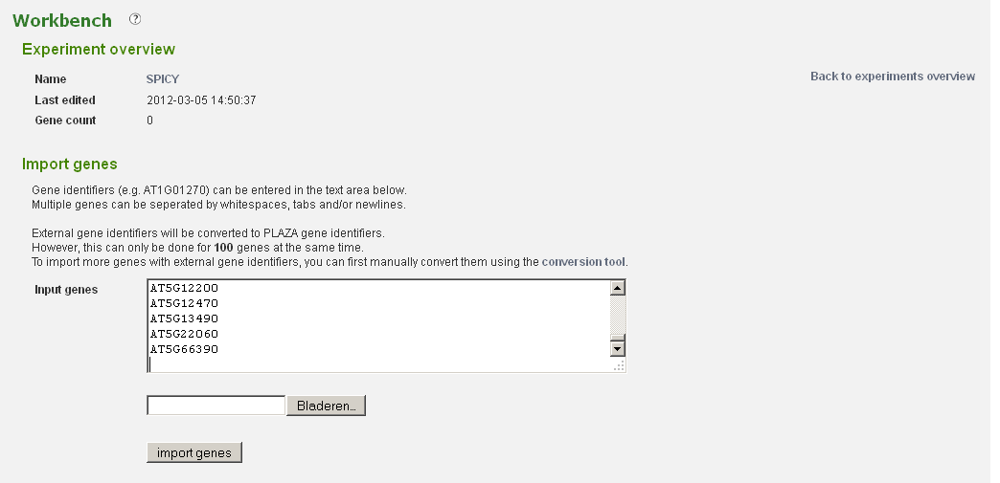 Workbench ?
Experiment overview
Name SPICY
Back to experiments overview
Last edited 2012-03-05 14:50:37
Gene count 0
Import genes
Gene identifiers (e.g. AT1G01270) can be entered in the text area below.
Multiple genes can be seperated by whitespaces, tabs and/or newlines.
External gene identifiers will be converted to PLAZA gene identifiers.
However, this can only be done for 100 genes at the same time.
To import more genes with external gene identifiers, you can first manually convert them using the conversion tool.
Input genes
AT5G12200
AT5G12470
AT5G13490
AT5G22060
AT5G66390
Bladeren...
import genes